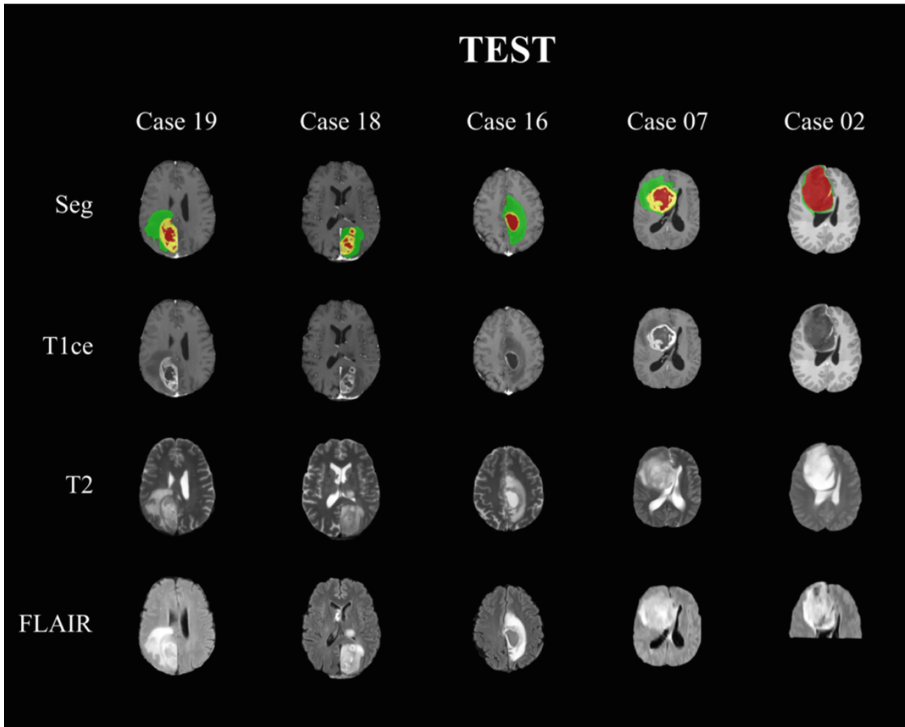 TEST
Case 19 Case 18 Case 16 Case 07 Case 02
Seg
T1ce
T2
FLAIR